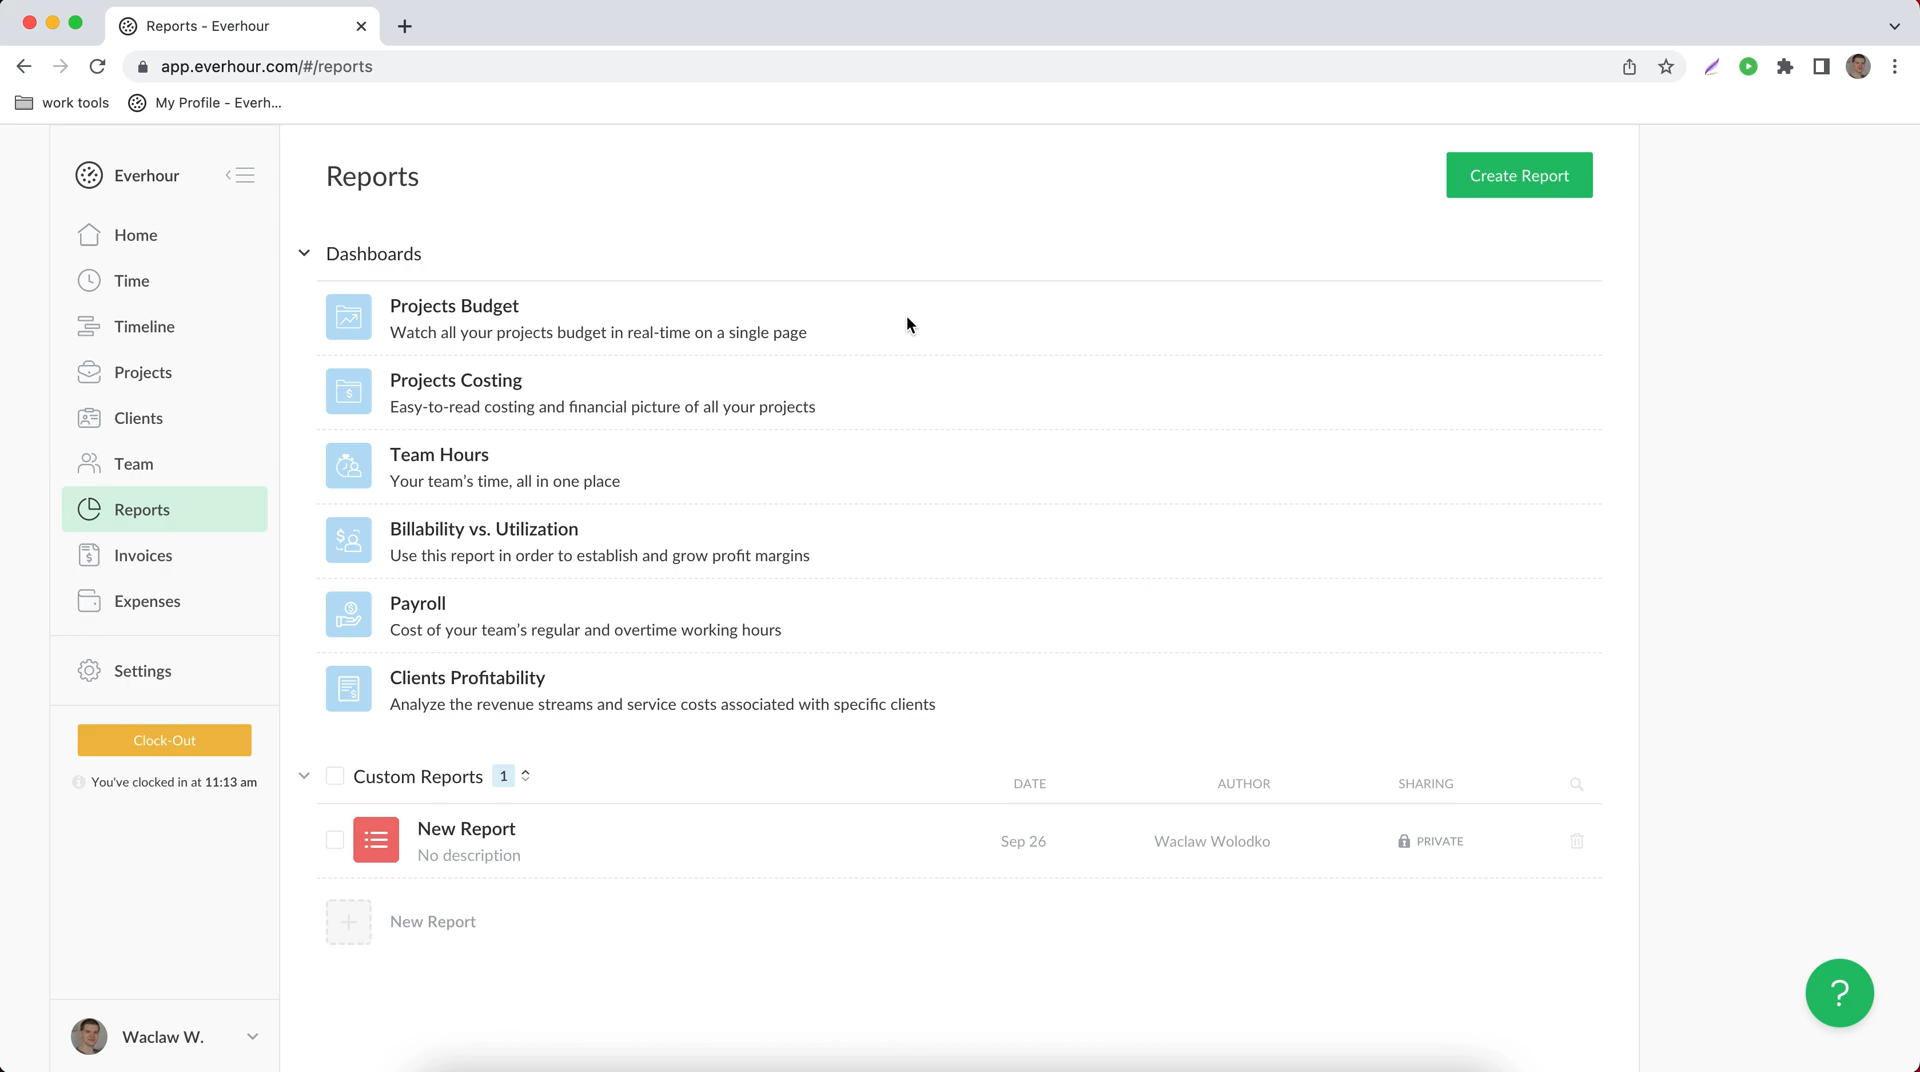 Reports - Everhour
app.everhour.com/#/reports
work tools
My Profile - Everh...
Everhour
Home
Time
Timeline
Projects
Clients
Team
Reports
Invoices
Expenses
Settings
Clock-Out
You've clocked in at 11:13 am
Waclaw W.
Reports
Create Report
Dashboards
Projects Budget
Watch all your projects budget in real-time on a single page
Projects Costing
Easy-to-read costing and financial picture of all your projects
Team Hours
Your team's time, all in one place
Billability vs. Utilization
Use this report in order to establish and grow profit margins
Payroll
Cost of your team's regular and overtime working hours
Clients Profitability
Analyze the revenue streams and service costs associated with specific clients
Custom Reports 1
DATE AUTHOR SHARING
New Report
No description
Sep 26 Waclaw Wolodko PRIVATE
New Report
?